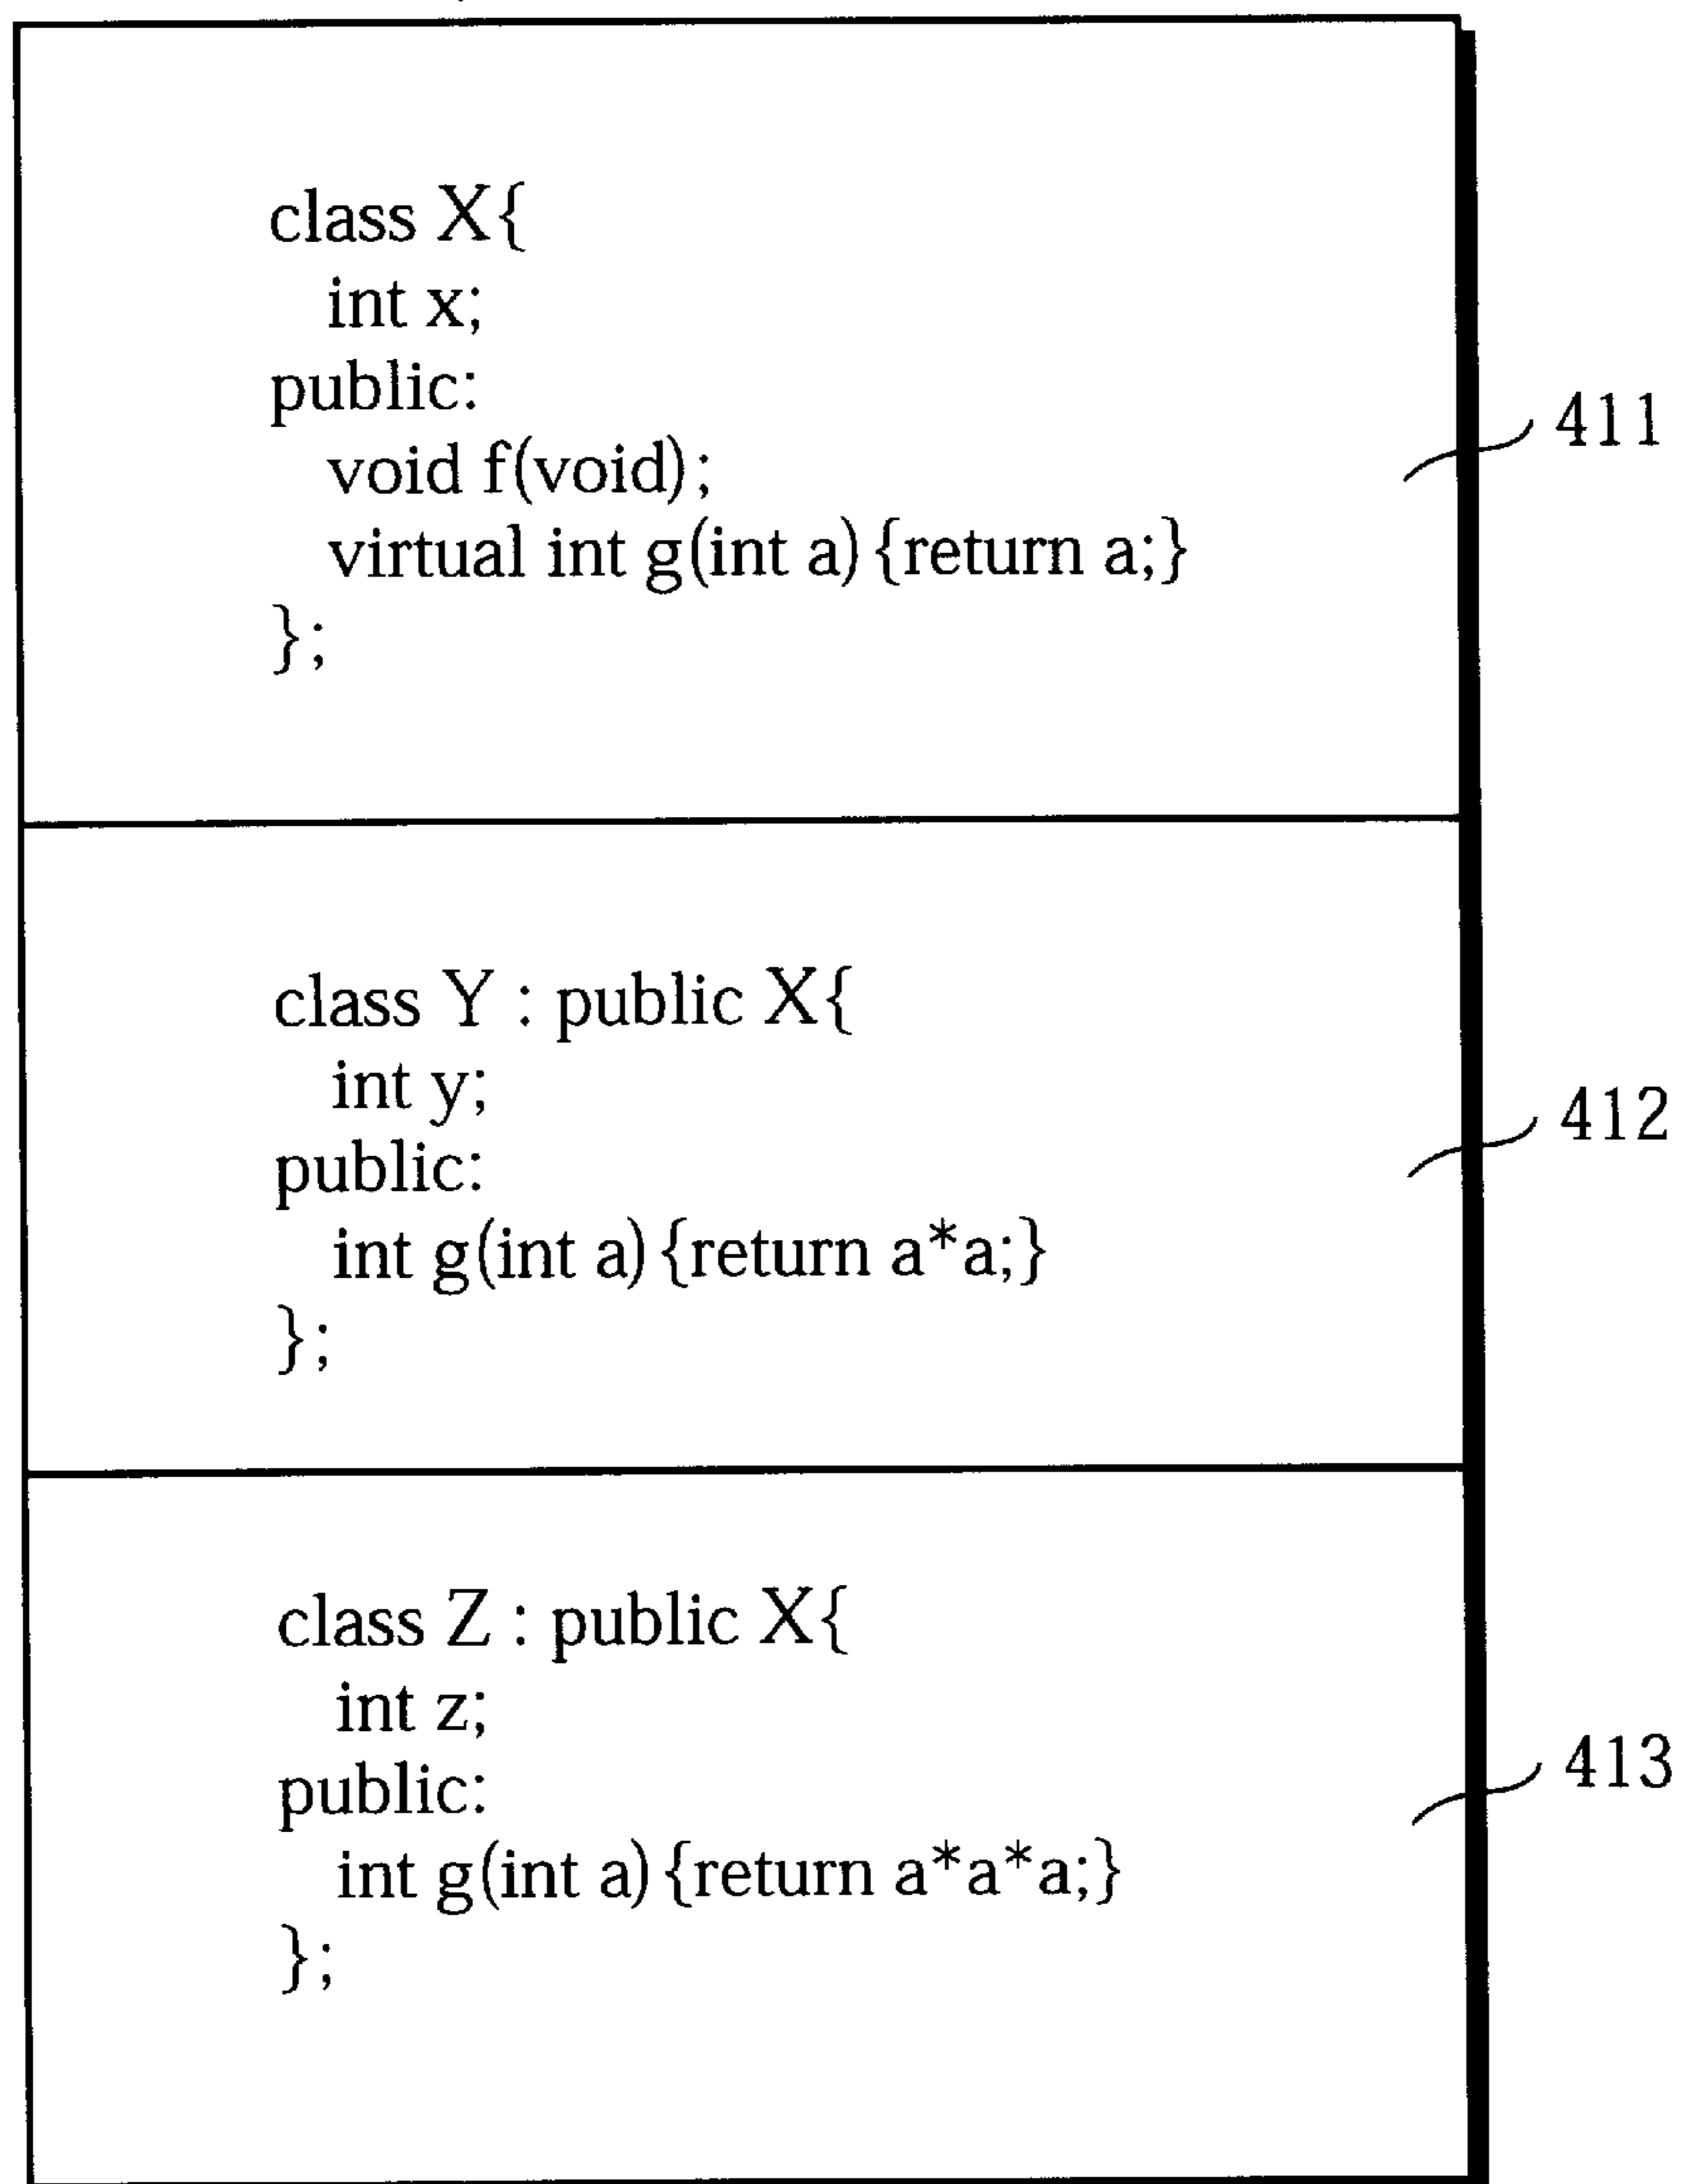 class X{
int x;
public:
void f(void);
virtual int g(int a){return a;}
};
411
class Y : public X{
int y;
public:
int g(int a){return a*a;}
};
412
class Z : public X{
int z;
public:
int g(int a){return a*a*a;}
};
413